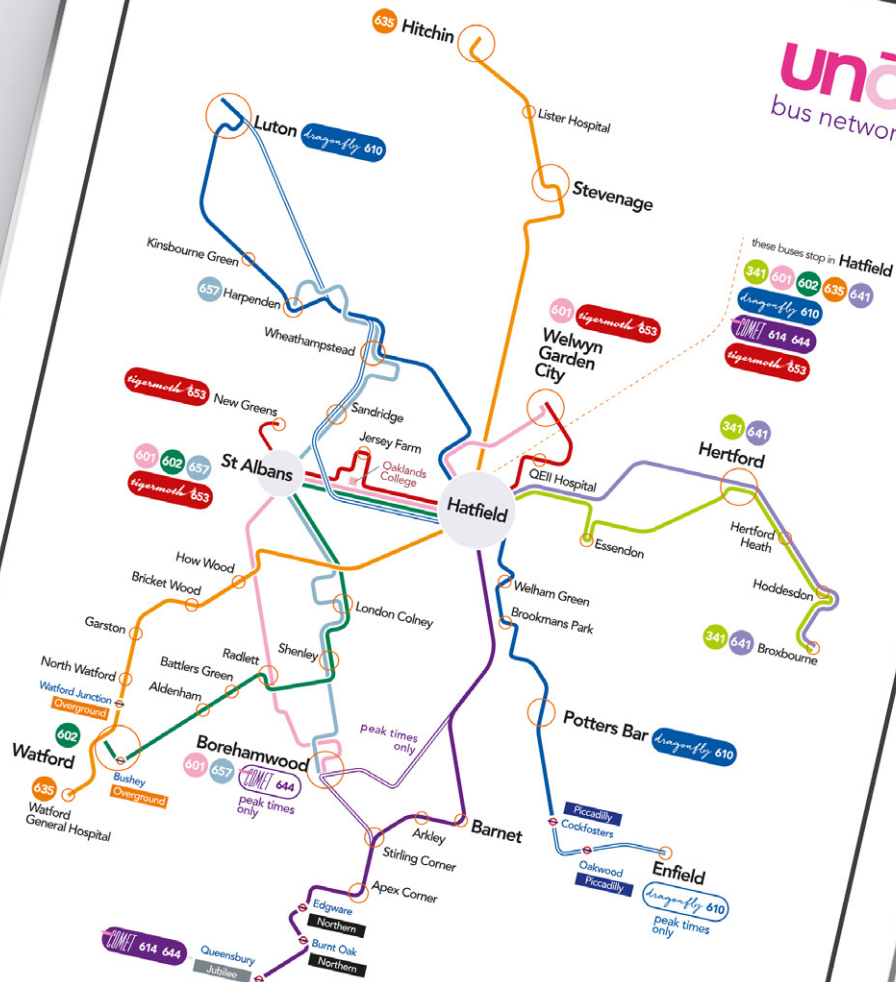 635 Hitchin
unō
bus networ
Lister Hospital
Luton dragonfly 610
Stevenage
these buses stop in Hatfield
341 601 602 635 641
dragonfly 610
COMET 614 644
tigermoth 653
Kinsbourne Green
657 Harpenden
601 tigermoth 653
Welwyn
Garden
City
Wheathampstead
tigermoth 653 New Greens
Sandridge
Jersey Farm
Oaklands
College
341 641
Hertford
601 602 657
tigermoth 653
St Albans
QEII Hospital
Hatfield
Hertford
Heath
Essendon
How Wood
Bricket Wood
Welham Green
Hoddesdon
Brookmans Park
London Colney
Garston
341 641
Broxbourne
Shenley
Radlett
Battlers Green
North Watford
Aldenham
Watford Junction
Overground
602
Watford
peak times
only
Potters Bar dragonfly 610
Borehamwood
601 657 COMET 644
peak times
only
Bushey
Overground
635
Watford
General Hospital
Piccadilly
Cockfosters
Arkley
Barnet
Stirling Corner
Oakwood
Piccadilly
Enfield
dragonfly 610
peak times
only
Apex Corner
Edgware
Northern
COMET 614 644
Queensbury
Jubilee
Burnt Oak
Northern